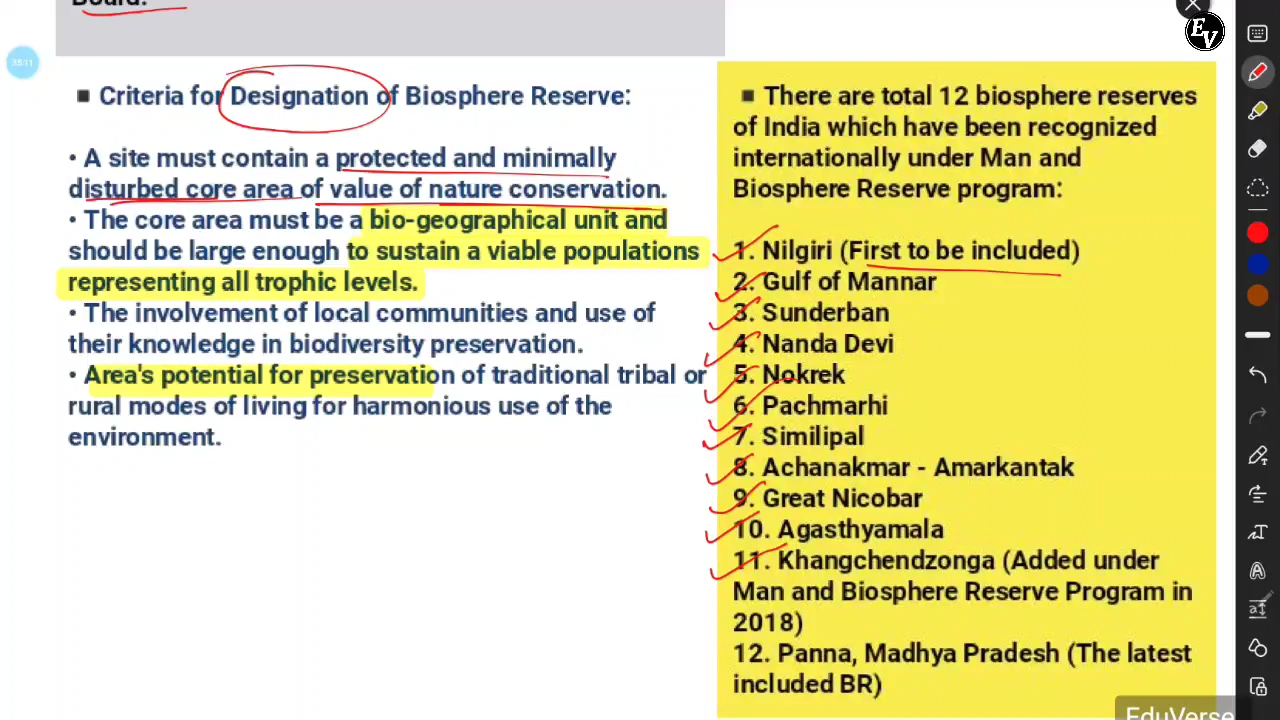 Board.
EV
35:11
■ Criteria for Designation of Biosphere Reserve:
• A site must contain a protected and minimally
disturbed core area of value of nature conservation.
• The core area must be a bio-geographical unit and
should be large enough to sustain a viable populations
representing all trophic levels.
• The involvement of local communities and use of
their knowledge in biodiversity preservation.
• Area's potential for preservation of traditional tribal or
rural modes of living for harmonious use of the
environment.
■ There are total 12 biosphere reserves
of India which have been recognized
internationally under Man and
Biosphere Reserve program:
1. Nilgiri (First to be included)
2. Gulf of Mannar
3. Sunderban
4. Nanda Devi
5. Nokrek
6. Pachmarhi
7. Similipal
8. Achanakmar - Amarkantak
9. Great Nicobar
10. Agasthyamala
11. Khangchendzonga (Added under
Man and Biosphere Reserve Program in
2018)
12. Panna, Madhya Pradesh (The latest
included BR)
EduVerse